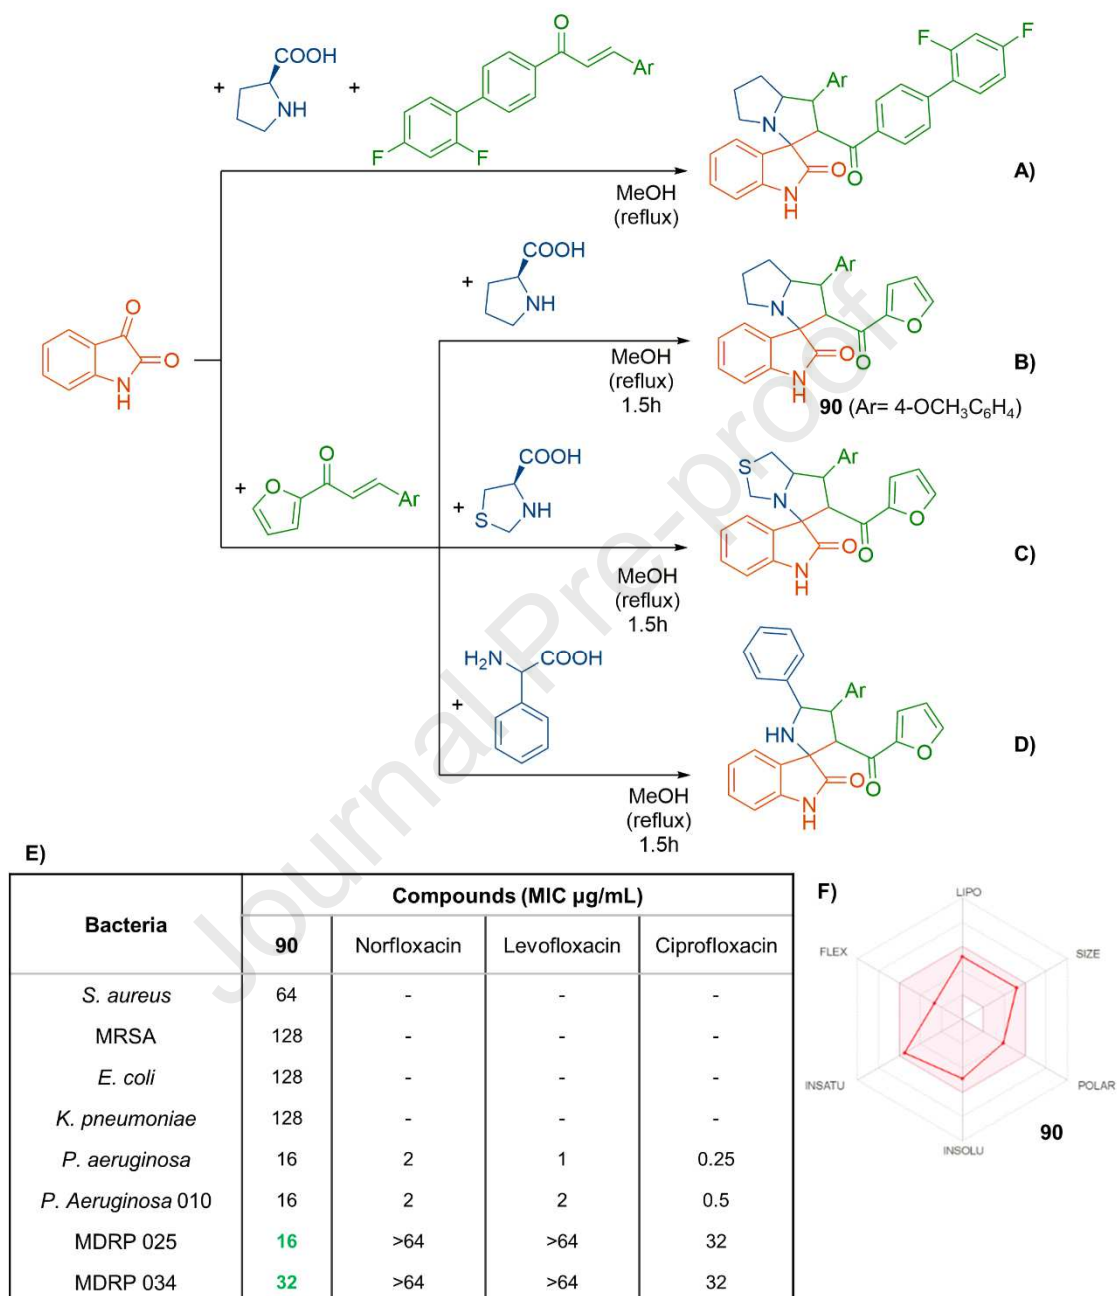 + COOH NH + O Ar F F
MeOH
(reflux)
Ar N O N H O F F
A)
O O N H
+ COOH NH
MeOH
(reflux)
1.5h
Ar N O N H O O
B)
90 (Ar= 4-OCH3C6H4)
+ O O Ar
+ COOH S NH
MeOH
(reflux)
1.5h
S Ar N O N H O O
C)
H2N COOH
+
MeOH
(reflux)
1.5h
Ar HN O N H O O
D)
Journal Pre-proof
E)
Bacteria Compounds (MIC µg/mL)
90 Norfloxacin Levofloxacin Ciprofloxacin
S. aureus 64 - - -
MRSA 128 - - -
E. coli 128 - - -
K. pneumoniae 128 - - -
P. aeruginosa 16 2 1 0.25
P. Aeruginosa 010 16 2 2 0.5
MDRP 025 16 >64 >64 32
MDRP 034 32 >64 >64 32
F)
LIPO
FLEX SIZE
INSATU POLAR
INSOLU
90